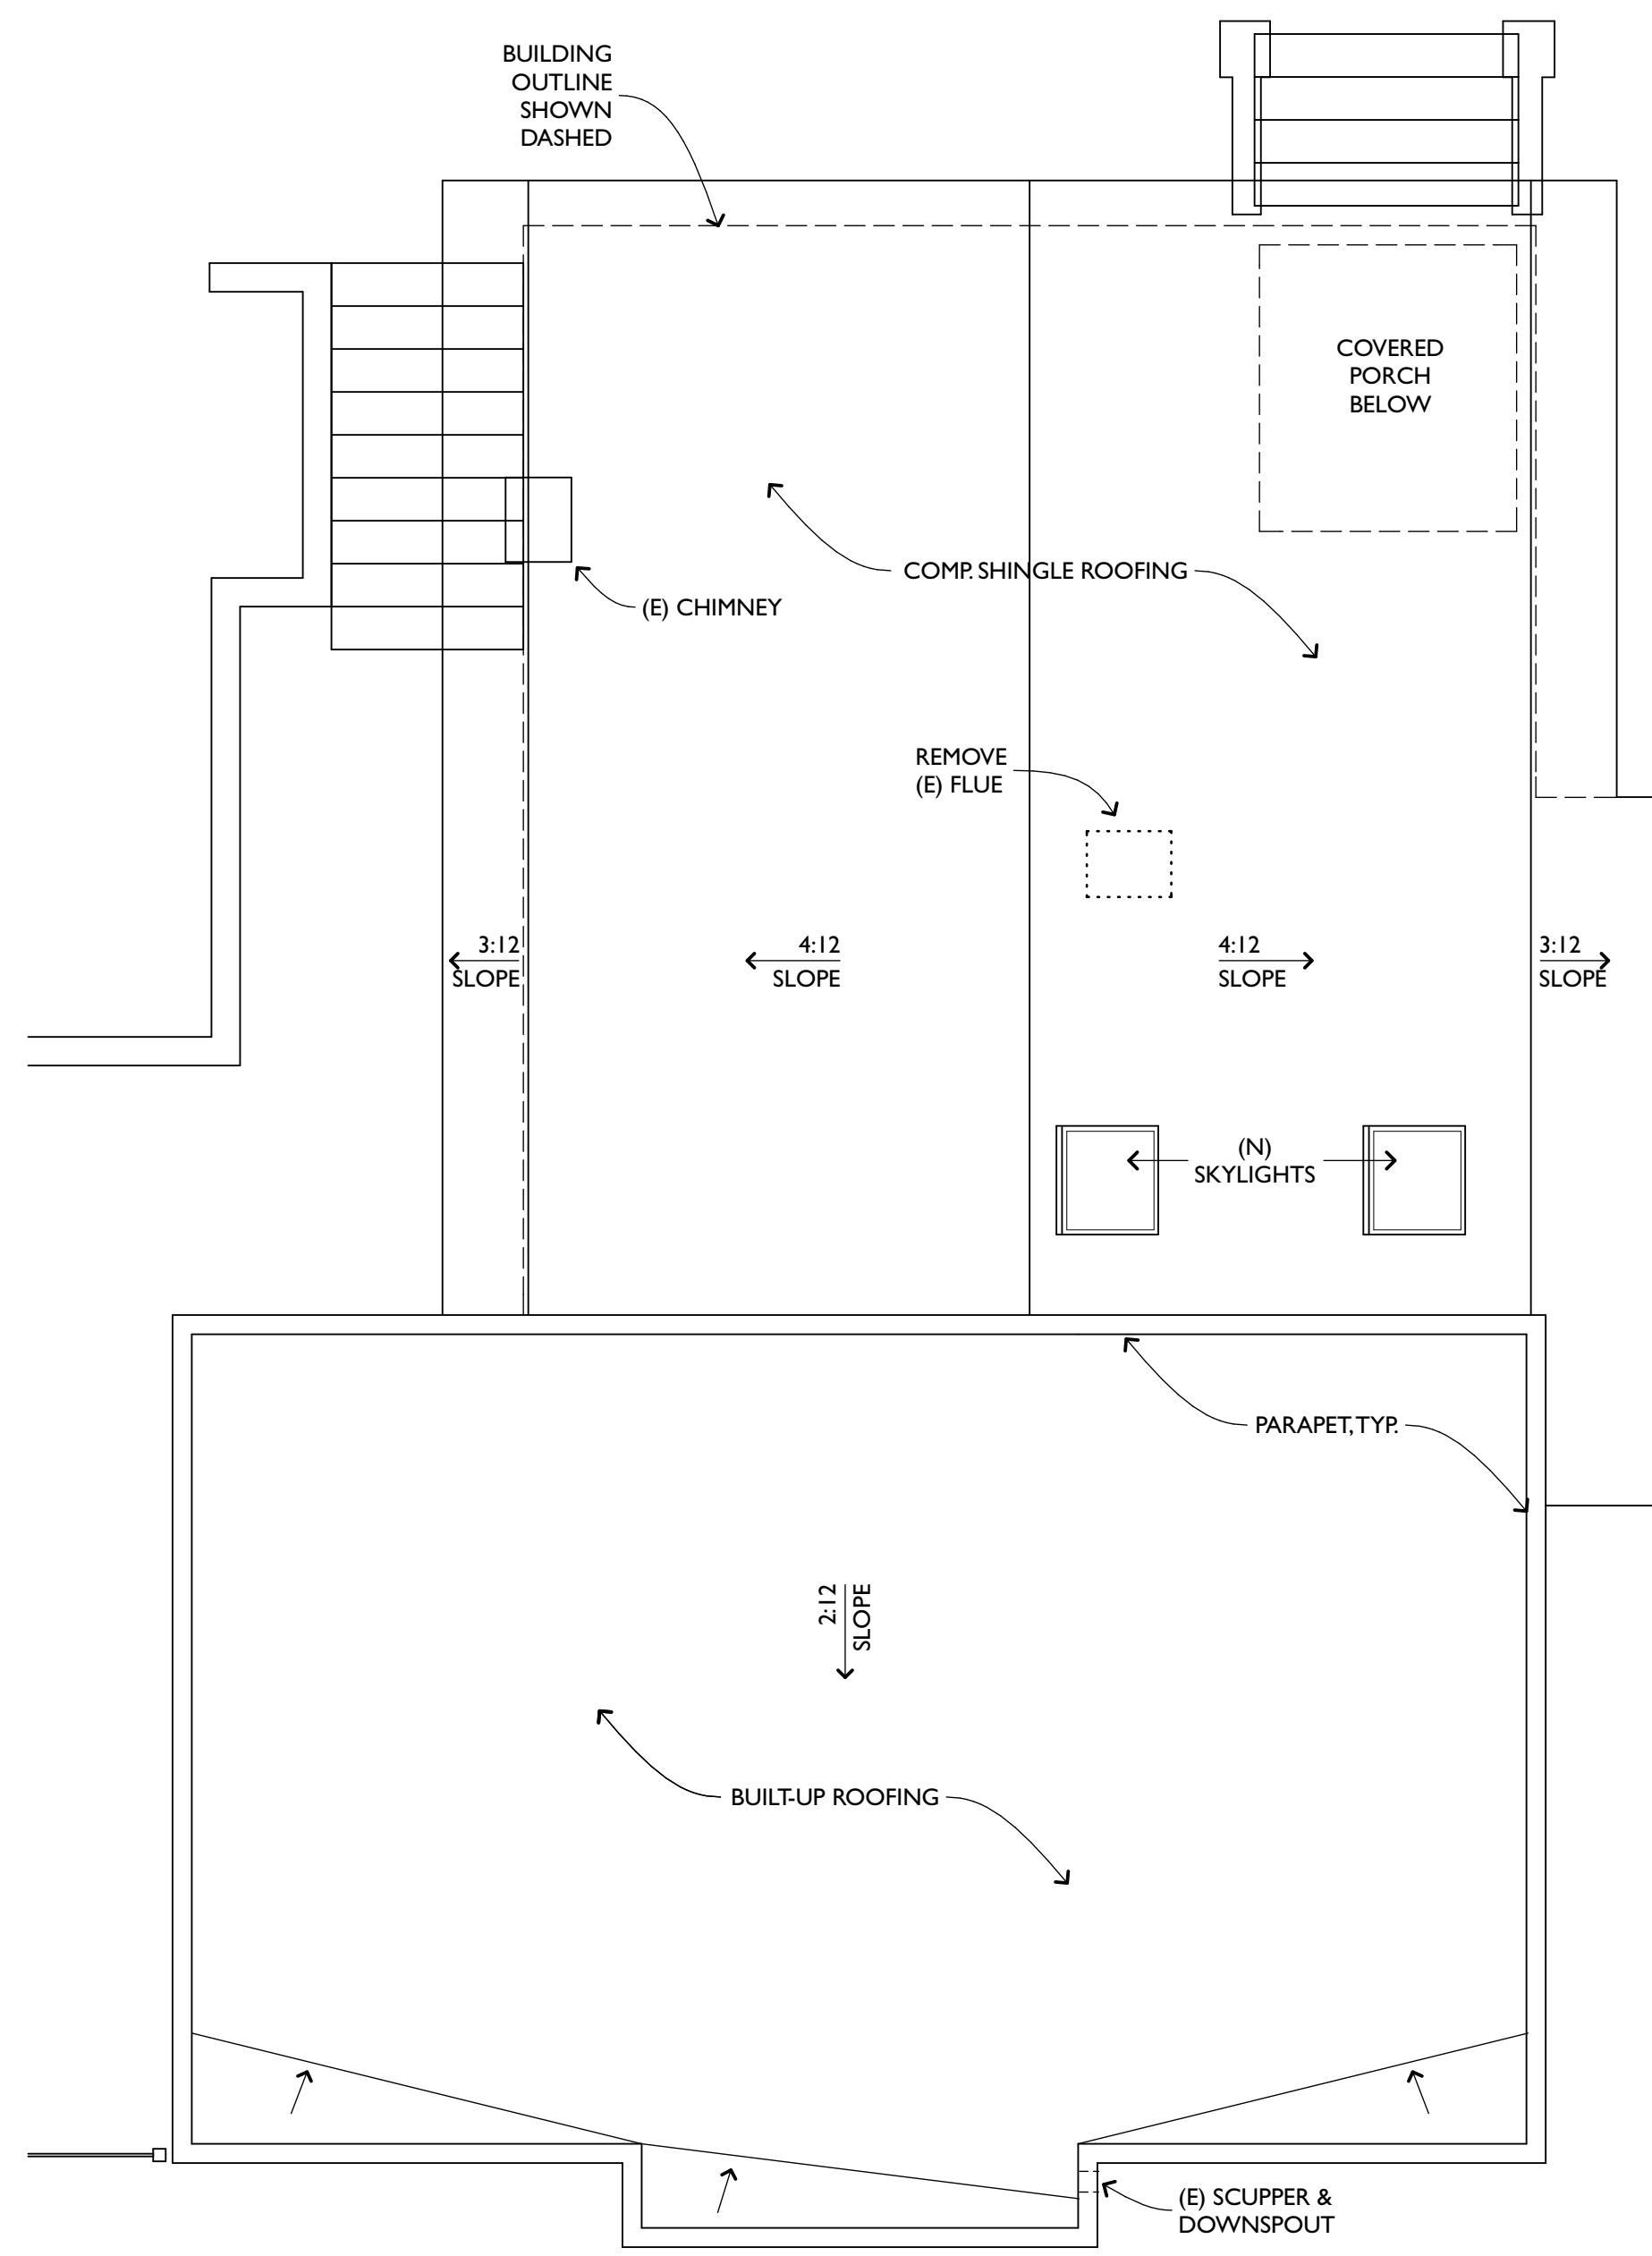 BUILDING
OUTLINE
SHOWN
DASHED
COVERED
PORCH
BELOW
COMP. SHINGLE ROOFING
(E) CHIMNEY
REMOVE
(E) FLUE
3:12
SLOPE
4:12
SLOPE
4:12
SLOPE
3:12
SLOPE
(N)
SKYLIGHTS
PARAPET, TYP.
2:12
SLOPE
BUILT-UP ROOFING
(E) SCUPPER &
DOWNSPOUT